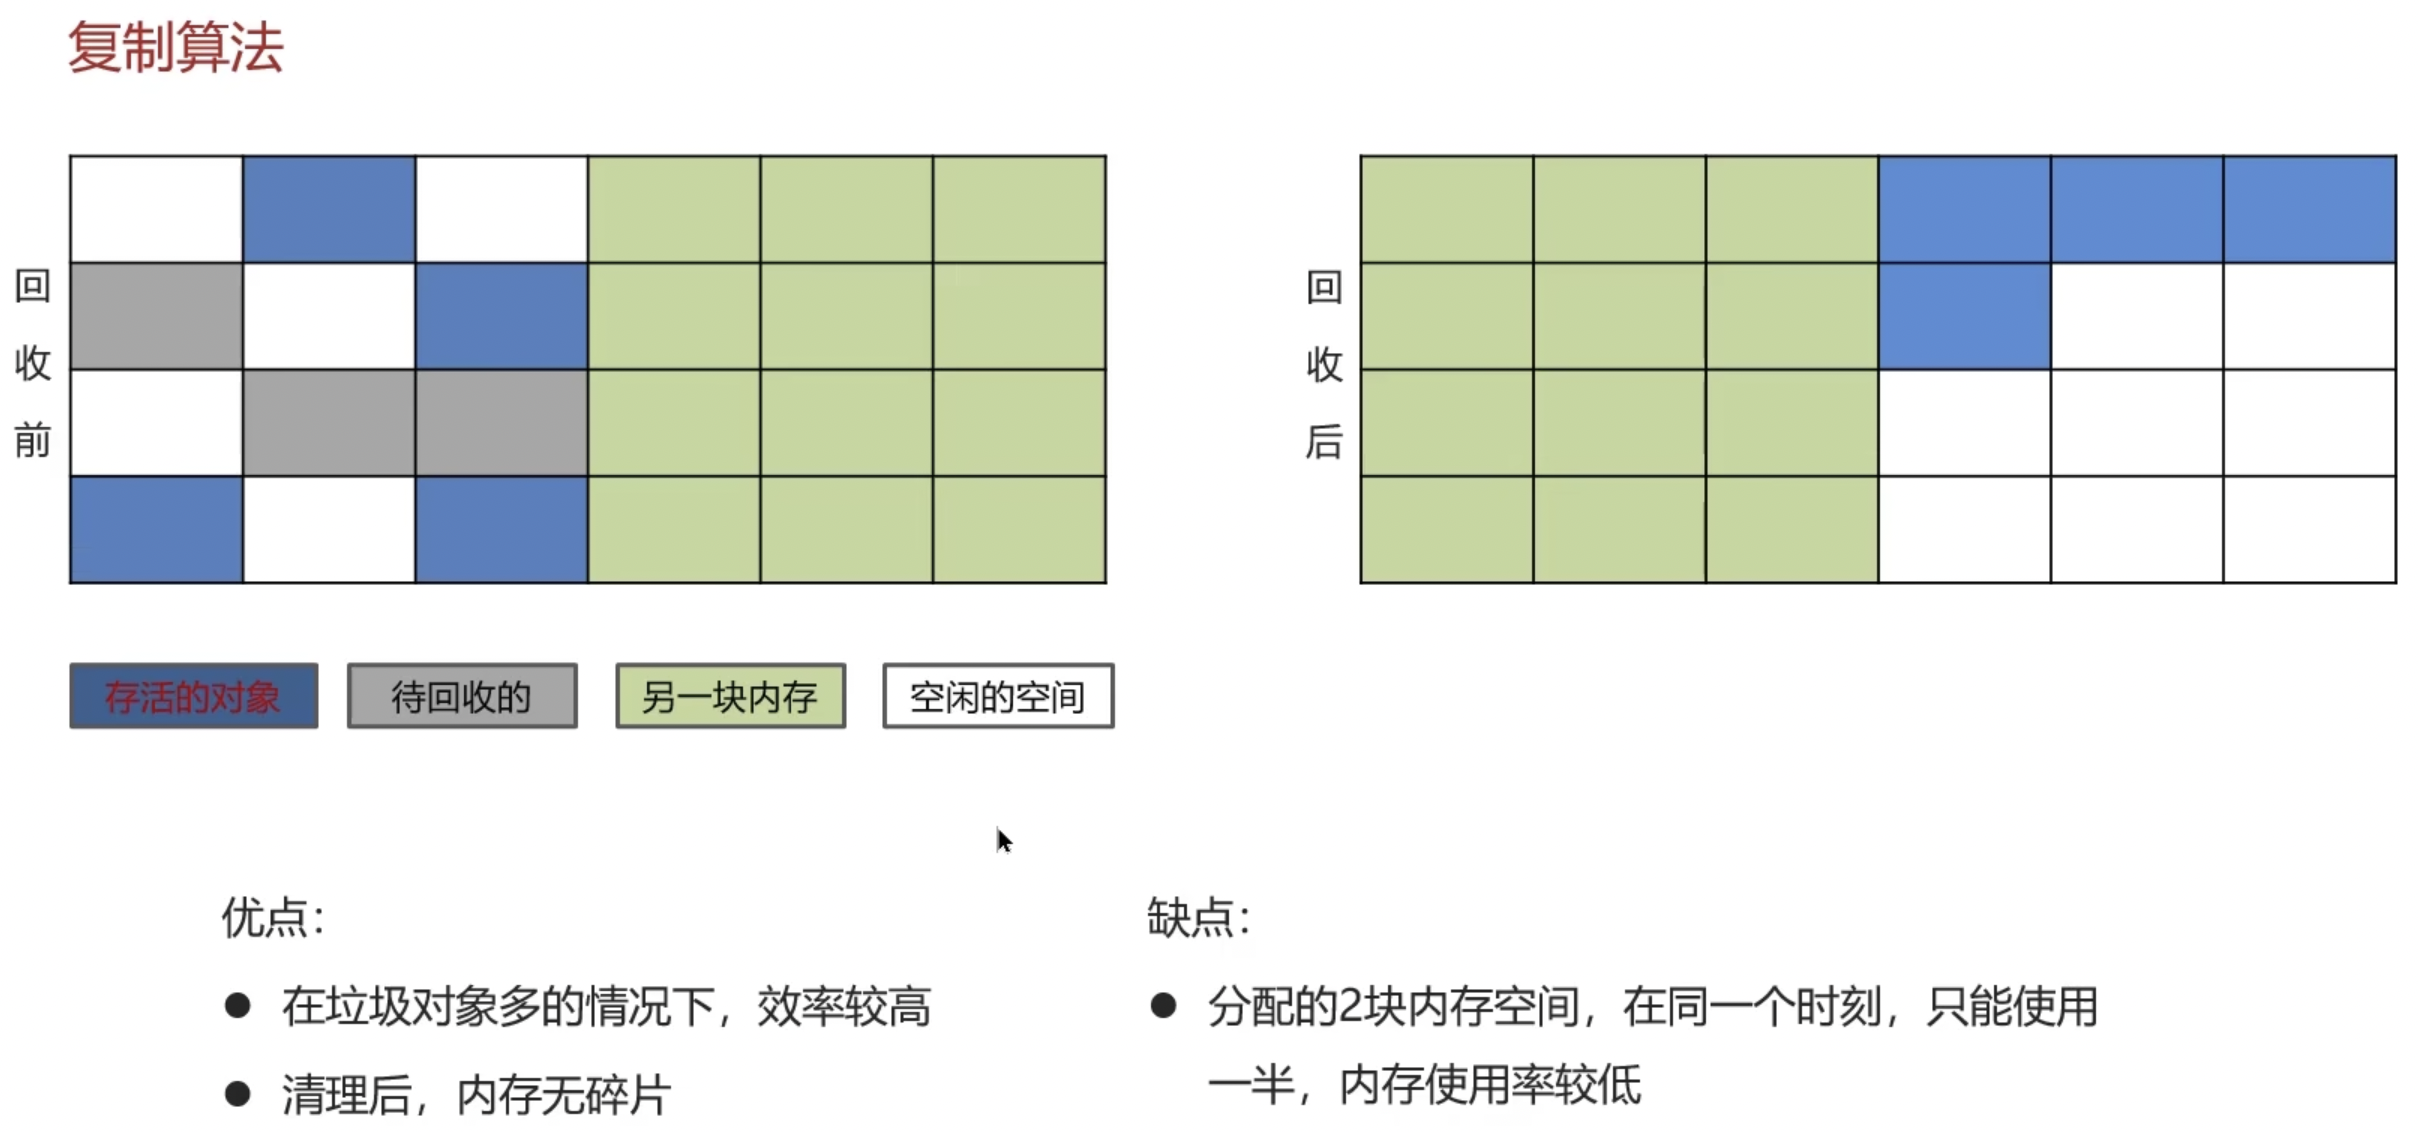 复制算法
回收前
回收后
存活的对象
待回收的
另一块内存
空闲的空间
优点：
在垃圾对象多的情况下，效率较高
清理后，内存无碎片
缺点：
分配的2块内存空间，在同一个时刻，只能使用
一半，内存使用率较低